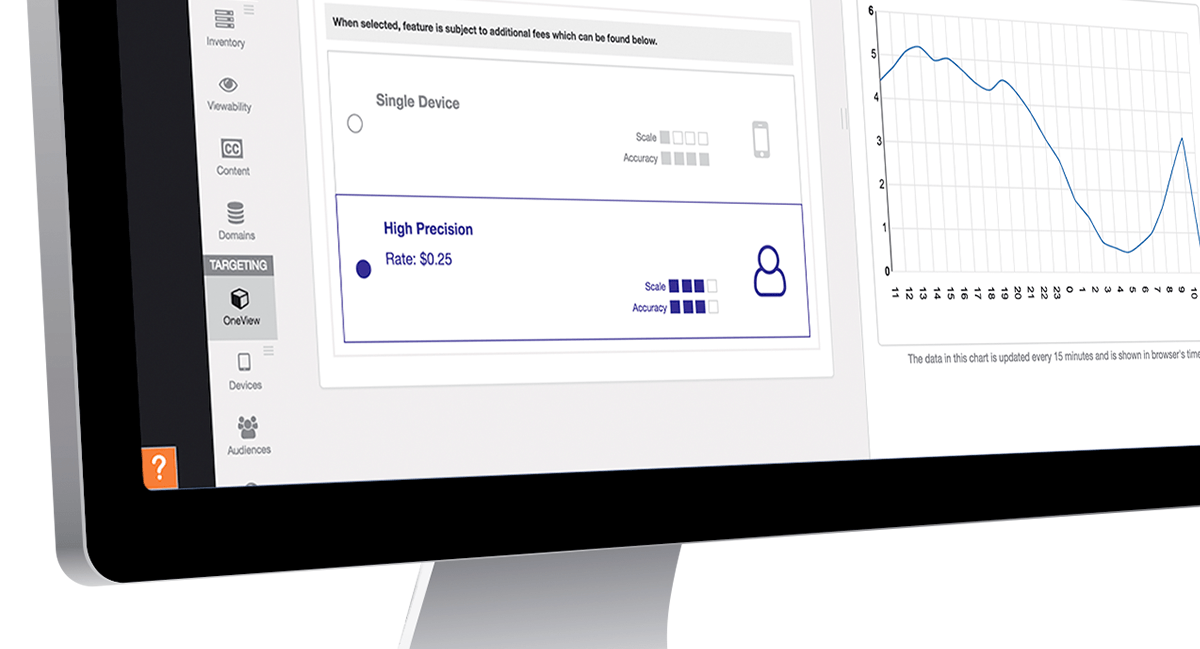 Inventory
Viewability
CC
Content
Domains
TARGETING
OneView
Devices
Audiences
?
When selected, feature is subject to additional fees which can be found below.
Single Device
Scale
Accuracy
High Precision
Rate: $0.25
Scale
Accuracy
6
5
4
3
2
1
0
11 12 13 14 15 16 17 18 19 20 21 22 23 0 1 2 3 4 5 6 7 8 9 10
The data in this chart is updated every 15 minutes and is shown in browser's time